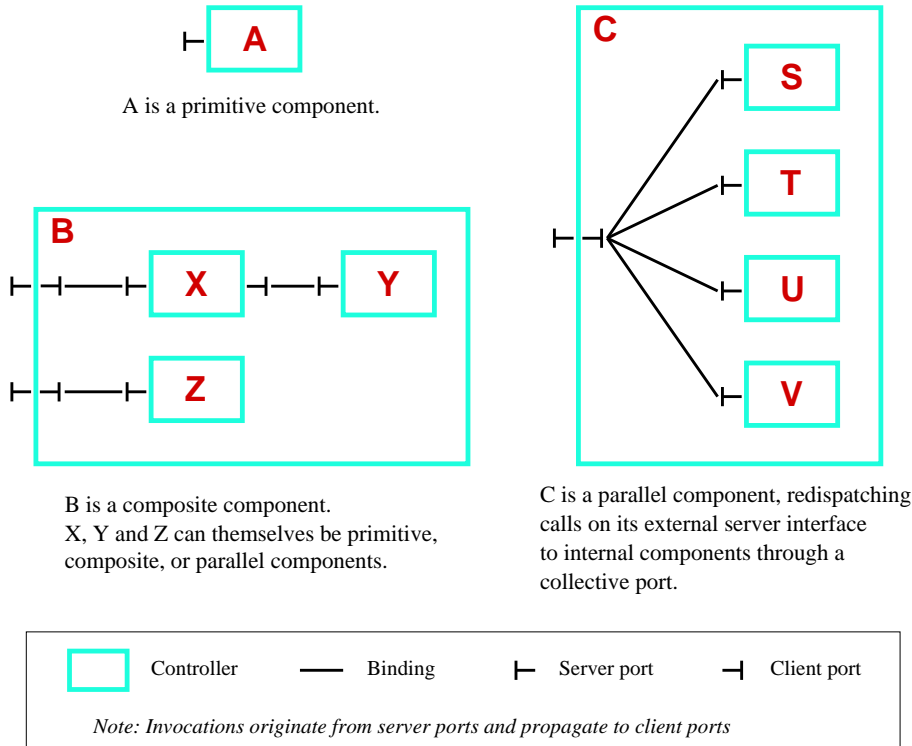 A
A is a primitive component.
B
X
Y
Z
B is a composite component.
X, Y and Z can themselves be primitive,
composite, or parallel components.
C
S
T
U
V
C is a parallel component, redispatching
calls on its external server interface
to internal components through a
collective port.
Controller
Binding
Server port
Client port
Note: Invocations originate from server ports and propagate to client ports